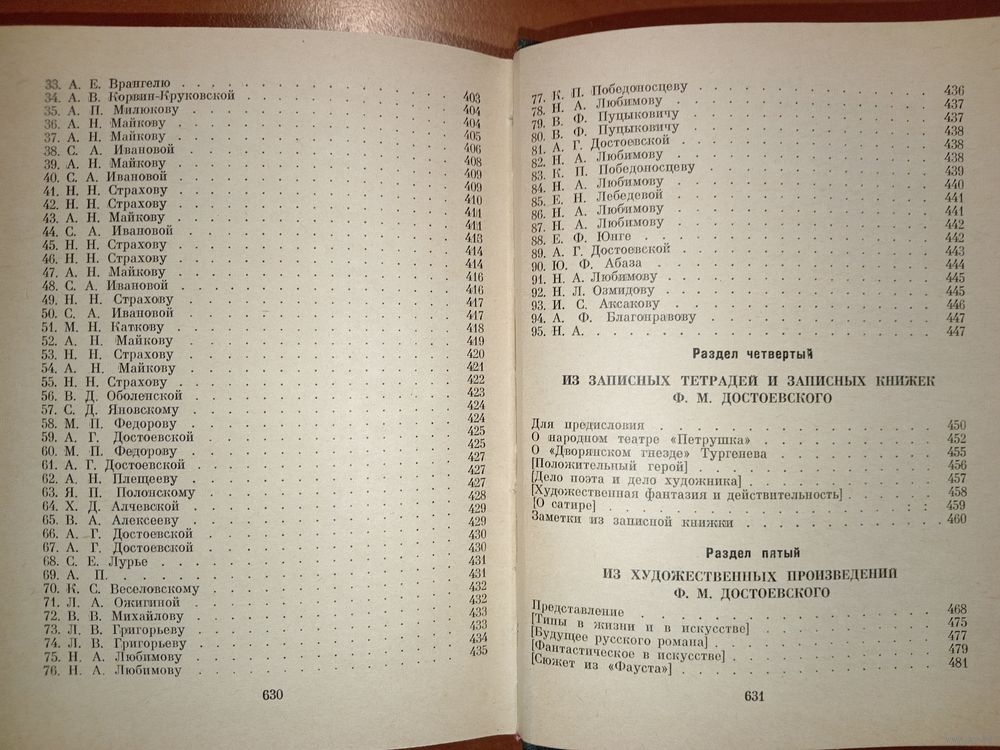 33. А. Е. Врангелю . . . 403
34. А. В. Корвин-Круковской . . . 404
35. А. П. Милюкову . . . 404
36. А. Н. Майкову . . . 405
37. А. Н. Майкову . . . 406
38. С. А. Ивановой . . . 408
39. А. Н. Майкову . . . 409
40. С. А. Ивановой . . . 409
41. Н. Н. Страхову . . . 410
42. Н. Н. Страхову . . . 411
43. А. Н. Майкову . . . 411
44. С. А. Ивановой . . . 413
45. Н. Н. Страхову . . . 414
46. Н. Н. Страхову . . . 414
47. А. Н. Майкову . . . 416
48. С. А. Ивановой . . . 416
49. Н. Н. Страхову . . . 417
50. С. А. Ивановой . . . 417
51. М. Н. Каткову . . . 418
52. А. Н. Майкову . . . 419
53. Н. Н. Страхову . . . 420
54. А. Н. Майкову . . . 421
55. Н. Н. Страхову . . . 422
56. В. Д. Оболенской . . . 423
57. С. Д. Яновскому . . . 424
58. М. П. Федорову . . . 424
59. А. Г. Достоевской . . . 425
60. М. П. Федорову . . . 425
61. А. Г. Достоевской . . . 427
62. А. Н. Плещееву . . . 427
63. Я. П. Полонскому . . . 427
64. Х. Д. Алчевской . . . 428
65. В. А. Алексееву . . . 429
66. А. Г. Достоевской . . . 429
67. А. Г. Достоевской . . . 430
68. С. Е. Лурье . . . 430
69. А. П. . . . 431
70. К. С. Веселовскому . . . 431
71. Л. А. Ожигиной . . . 432
72. В. В. Михайлову . . . 432
73. Л. В. Григорьеву . . . 433
74. Л. В. Григорьеву . . . 433
75. Н. А. Любимову . . . 434
76. Н. А. Любимову . . . 435
630
77. К. П. Победоносцеву . . . 436
78. Н. А. Любимову . . . 437
79. В. Ф. Пуцыковичу . . . 437
80. В. Ф. Пуцыковичу . . . 438
81. А. Г. Достоевской . . . 438
82. Н. А. Любимову . . . 438
83. К. П. Победоносцеву . . . 439
84. Н. А. Любимову . . . 440
85. Е. Н. Лебедевой . . . 441
86. Н. А. Любимову . . . 441
87. Н. А. Любимову . . . 442
88. Е. Ф. Юнге . . . 442
89. А. Г. Достоевской . . . 443
90. Ю. Ф. Абаза . . . 444
91. Н. А. Любимову . . . 445
92. Н. Л. Озмидову . . . 445
93. И. С. Аксакову . . . 446
94. А. Ф. Благонравову . . . 447
95. Н. А. . . . 447
Раздел четвертый
ИЗ ЗАПИСНЫХ ТЕТРАДЕЙ И ЗАПИСНЫХ КНИЖЕК
Ф. М. ДОСТОЕВСКОГО
Для предисловия . . . 450
О народном театре «Петрушка» . . . 452
О «Дворянском гнезде» Тургенева . . . 455
[Положительный герой] . . . 456
[Дело поэта и дело художника] . . . 457
[Художественная фантазия и действительность] . . . 458
[О сатире] . . . 459
Заметки из записной книжки . . . 460
Раздел пятый
ИЗ ХУДОЖЕСТВЕННЫХ ПРОИЗВЕДЕНИЙ
Ф. М. ДОСТОЕВСКОГО
Представление . . . 468
[Типы в жизни и в искусстве] . . . 475
[Будущее русского романа] . . . 477
[Фантастическое в искусстве] . . . 479
[Сюжет из «Фауста»] . . . 481
631